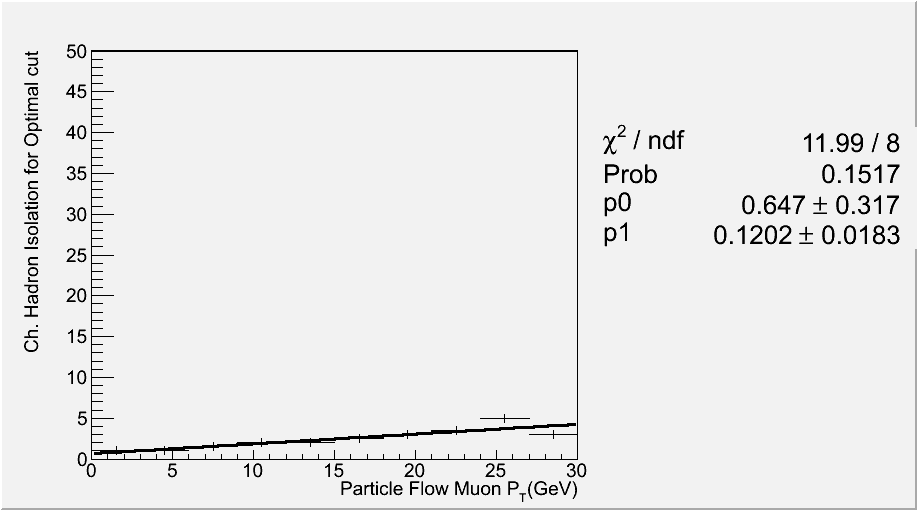 Ch. Hadron Isolation for Optimal cut
50
45
40
35
30
25
20
15
10
5
0
0 5 10 15 20 25 30
Particle Flow Muon P_T(GeV)
χ² / ndf 11.99 / 8
Prob 0.1517
p0 0.647 ± 0.317
p1 0.1202 ± 0.0183